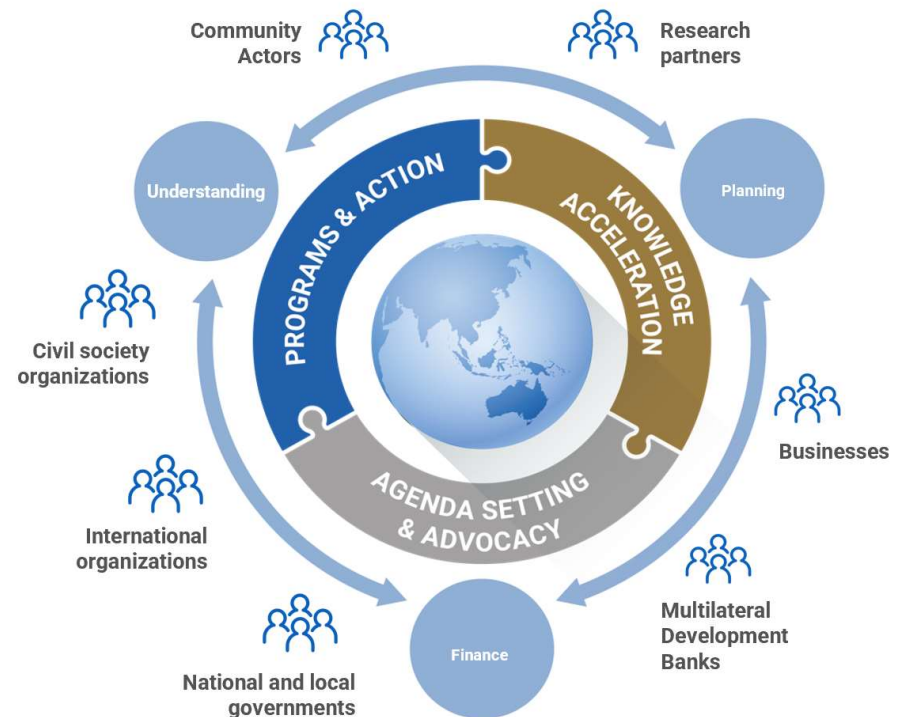 Community
Actors
Research
partners
Understanding
Planning
PROGRAMS & ACTION
KNOWLEDGE
ACCELERATION
Civil society
organizations
Businesses
AGENDA SETTING
& ADVOCACY
International
organizations
Multilateral
Development
Banks
Finance
National and local
governments